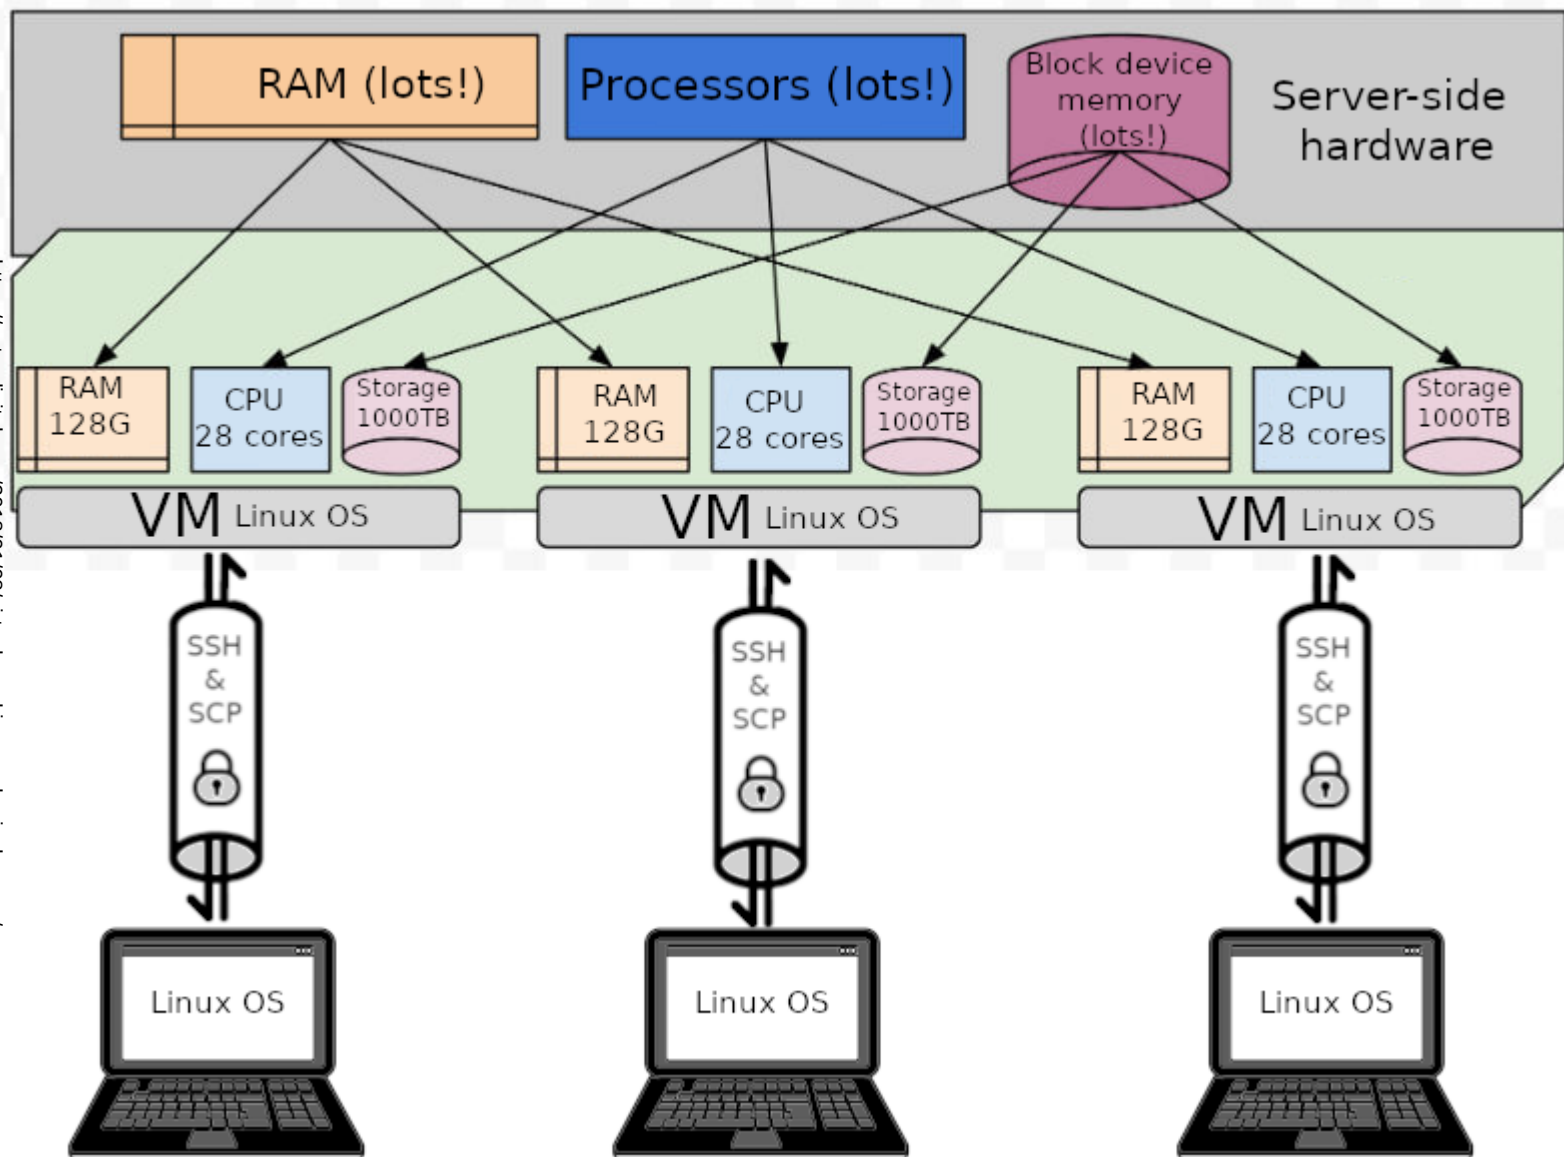 RAM (lots!)
Processors (lots!)
Block device
memory
(lots!)
Server-side
hardware
RAM
128G
CPU
28 cores
Storage
1000TB
RAM
128G
CPU
28 cores
Storage
1000TB
RAM
128G
CPU
28 cores
Storage
1000TB
VM Linux OS
VM Linux OS
VM Linux OS
SSH
&
SCP
SSH
&
SCP
SSH
&
SCP
Linux OS
Linux OS
Linux OS